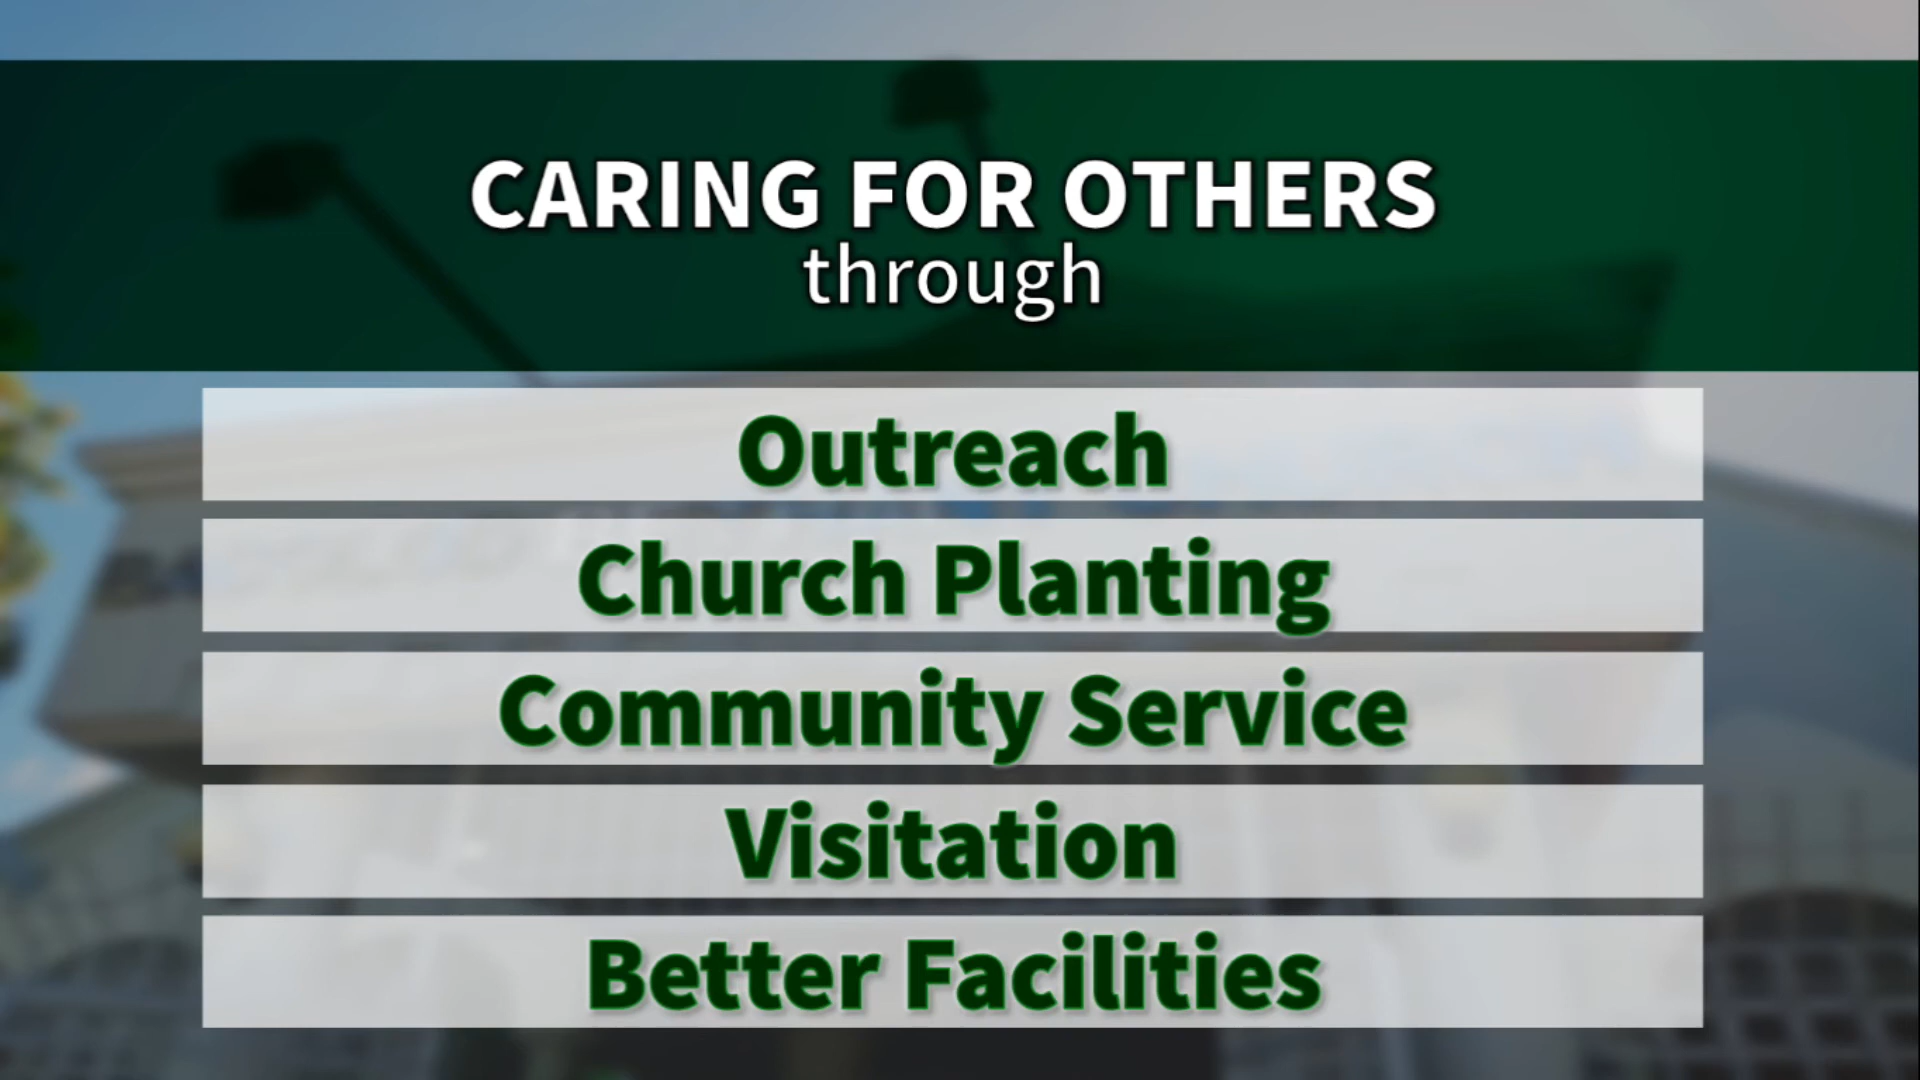 CARING FOR OTHERS
through
Outreach
Church Planting
Community Service
Visitation
Better Facilities